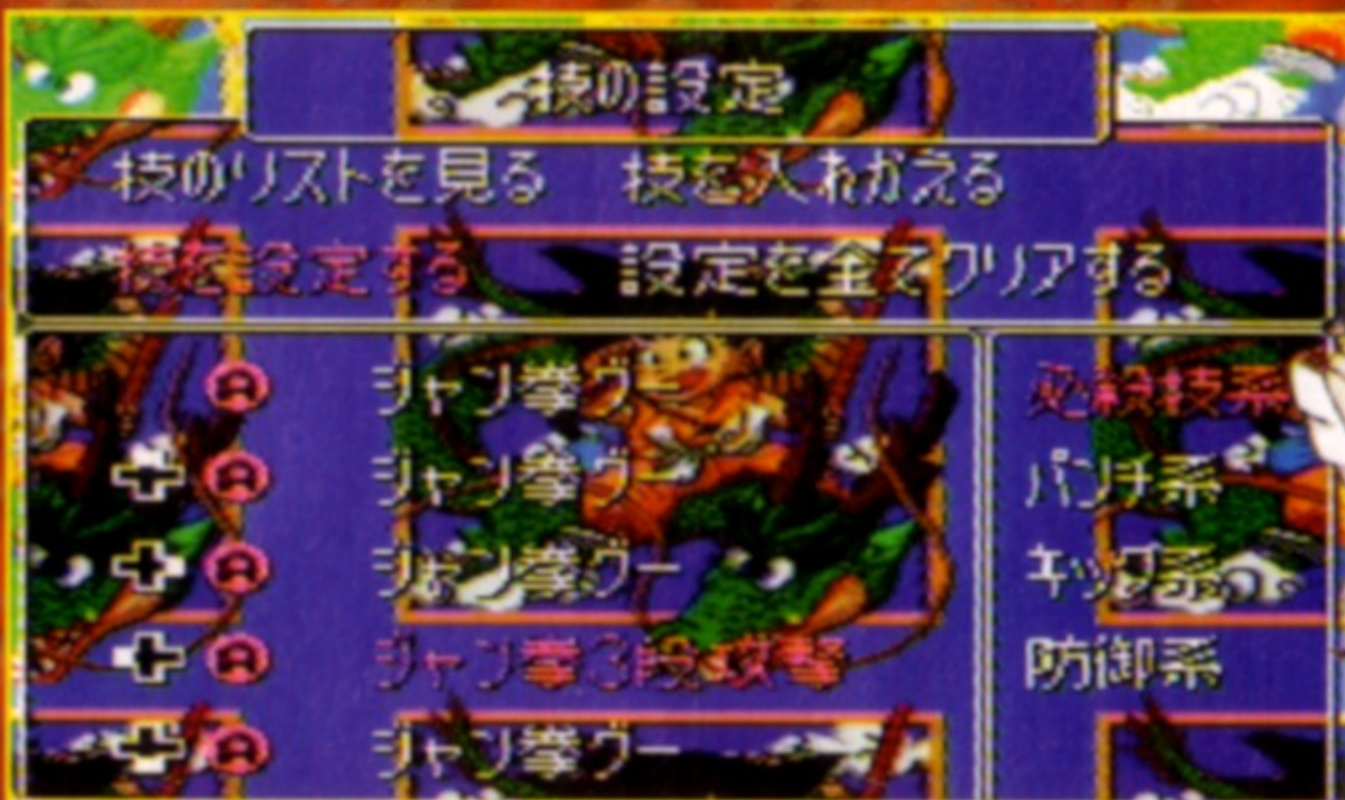 技の設定
技のリストを見る 技を入れかえる
技を設定する 設定を全てクリアする
A ジャン拳グー 必殺技系
A ジャン拳グー パンチ系
A ジャン拳グー キック系
A ジャン拳3段攻撃 防御系
A ジャン拳グー